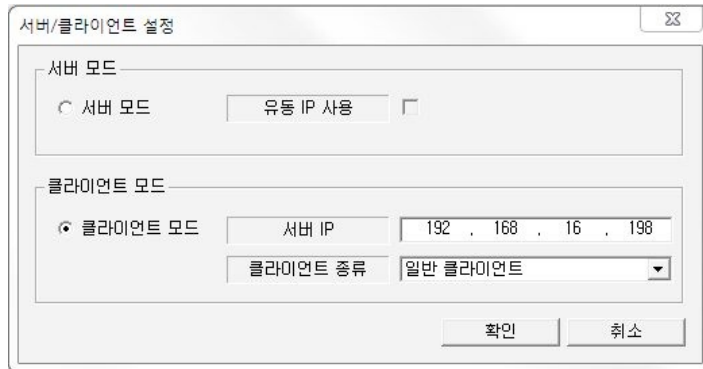 서버/클라이언트 설정
서버 모드
서버 모드 유동 IP 사용
클라이언트 모드
클라이언트 모드 서버 IP 192 . 168 . 16 . 198
클라이언트 종류 일반 클라이언트
확인 취소